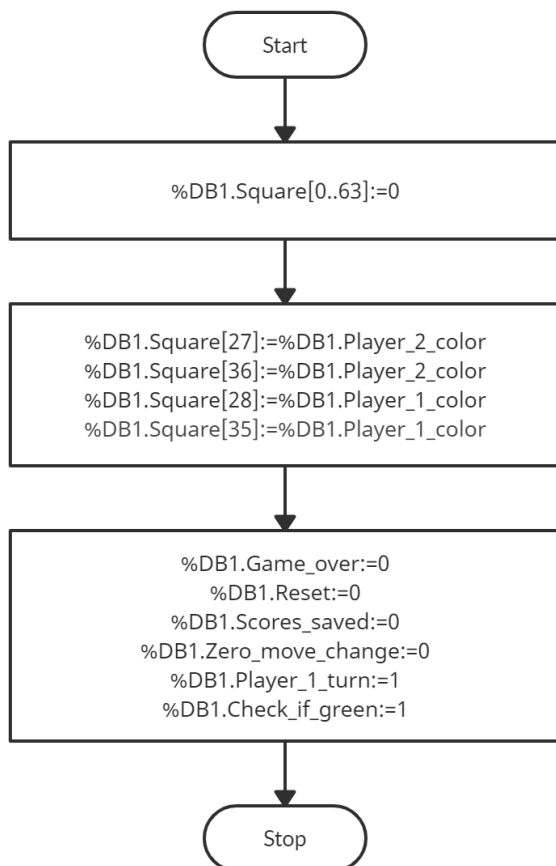 Start
%DB1.Square[0..63]:=0
%DB1.Square[27]:=%DB1.Player_2_color
%DB1.Square[36]:=%DB1.Player_2_color
%DB1.Square[28]:=%DB1.Player_1_color
%DB1.Square[35]:=%DB1.Player_1_color
%DB1.Game_over:=0
%DB1.Reset:=0
%DB1.Scores_saved:=0
%DB1.Zero_move_change:=0
%DB1.Player_1_turn:=1
%DB1.Check_if_green:=1
Stop